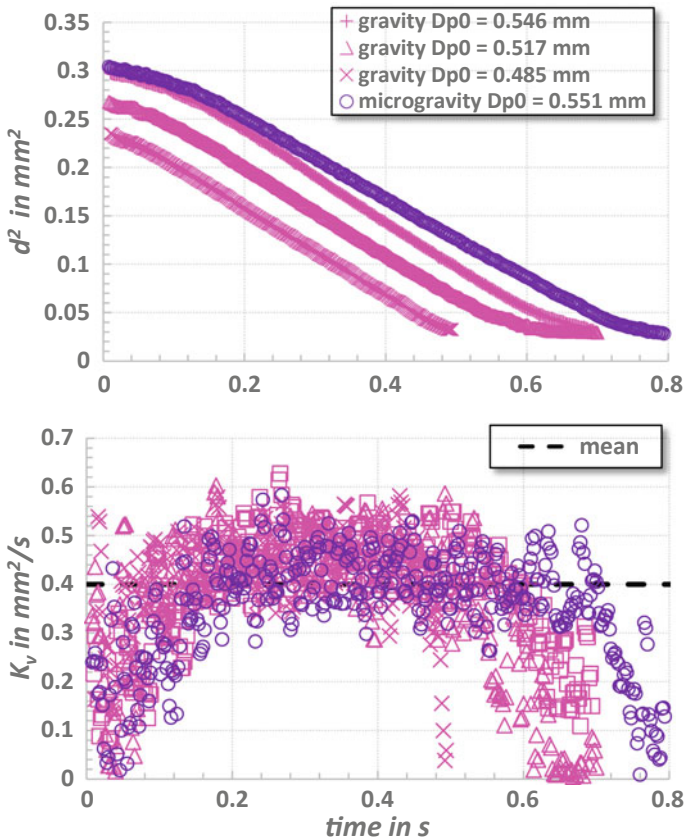 0.35
0.3
0.25
0.2
0.15
0.1
0.05
0
d² in mm²
+ gravity Dp0 = 0.546 mm
△ gravity Dp0 = 0.517 mm
× gravity Dp0 = 0.485 mm
○ microgravity Dp0 = 0.551 mm
0 0.2 0.4 0.6 0.8
0.7
0.6
0.5
0.4
0.3
0.2
0.1
0
Kv in mm²/s
mean
0 0.2 0.4 0.6 0.8
time in s